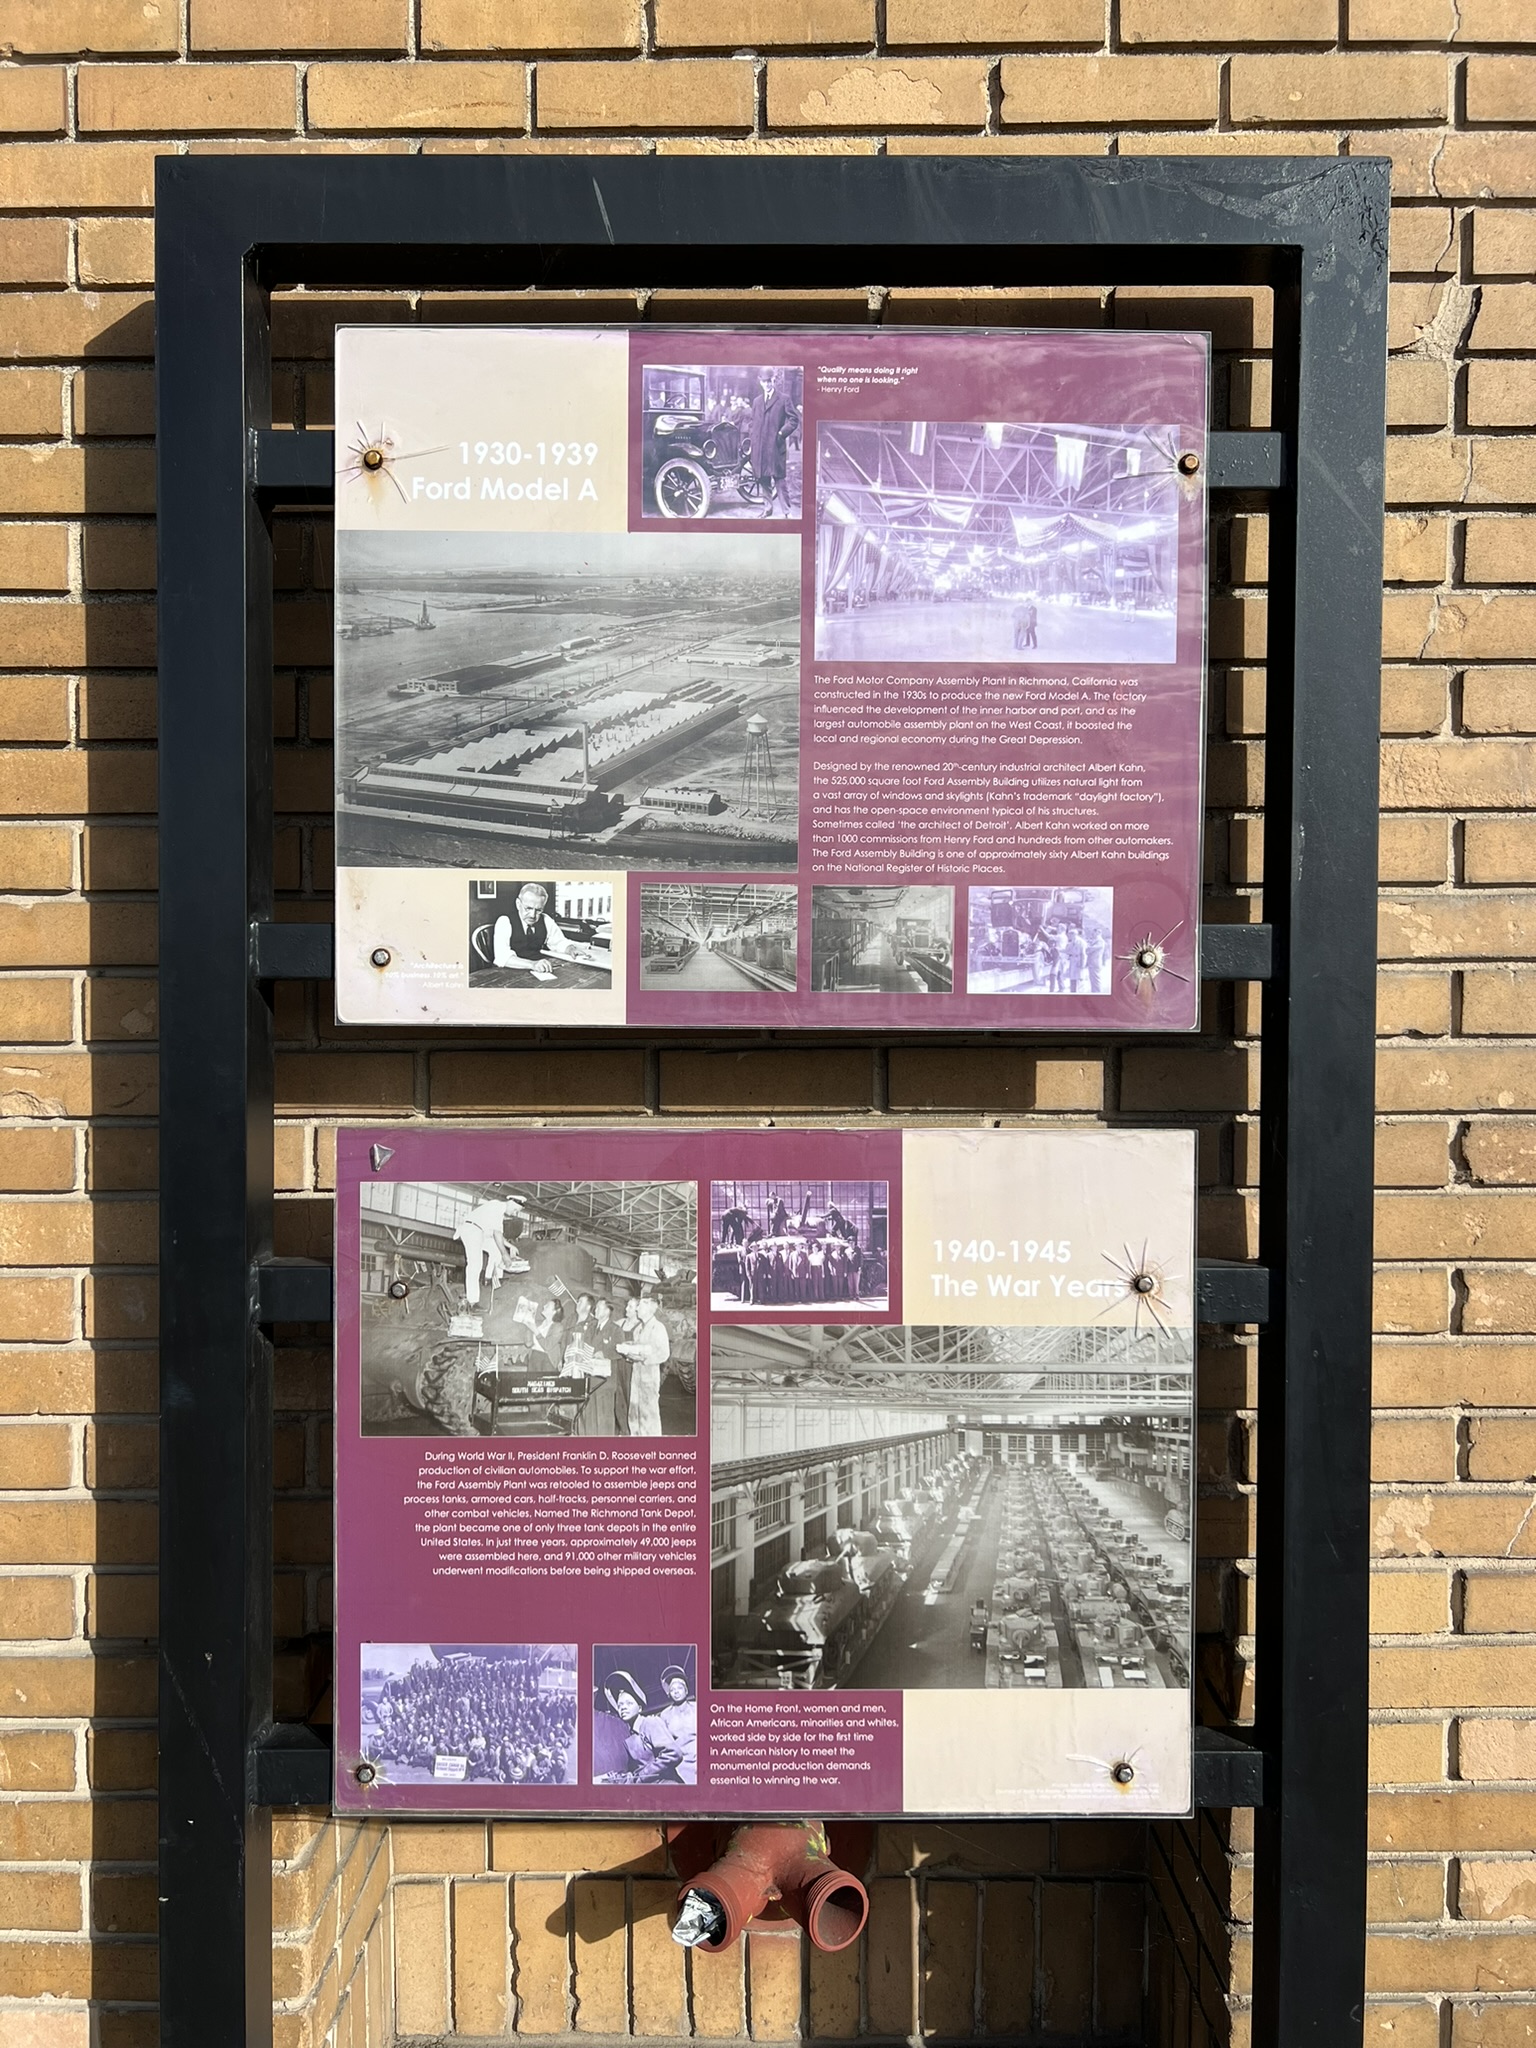 1930-1939
Ford Model A
"Quality means doing it right
when no one is looking."
- Henry Ford
The Ford Motor Company Assembly Plant in Richmond, California was
constructed in the 1930s to produce the new Ford Model A. The factory
influenced the development of the inner harbor and port, and as the
largest automobile assembly plant on the West Coast, it boosted the
local and regional economy during the Great Depression.
Designed by the renowned 20th-century industrial architect Albert Kahn,
the 525,000 square foot Ford Assembly Building utilizes natural light from
a vast array of windows and skylights (Kahn's trademark "daylight factory"),
and has the open-space environment typical of his structures.
Sometimes called 'the architect of Detroit', Albert Kahn worked on more
than 1000 commissions from Henry Ford and hundreds from other automakers.
The Ford Assembly Building is one of approximately sixty Albert Kahn buildings
on the National Register of Historic Places.
"Architecture is
90% business 10% art."
Albert Kahn
1940-1945
The War Years
MAGAZINES
SOUTH SEAS DISPATCH
During World War II, President Franklin D. Roosevelt banned
production of civilian automobiles. To support the war effort,
the Ford Assembly Plant was retooled to assemble jeeps and
process tanks, armored cars, half-tracks, personnel carriers, and
other combat vehicles. Named The Richmond Tank Depot,
the plant became one of only three tank depots in the entire
United States. In just three years, approximately 49,000 jeeps
were assembled here, and 91,000 other military vehicles
underwent modifications before being shipped overseas.
On the Home Front, women and men,
African Americans, minorities and whites,
worked side by side for the first time
in American history to meet the
monumental production demands
essential to winning the war.